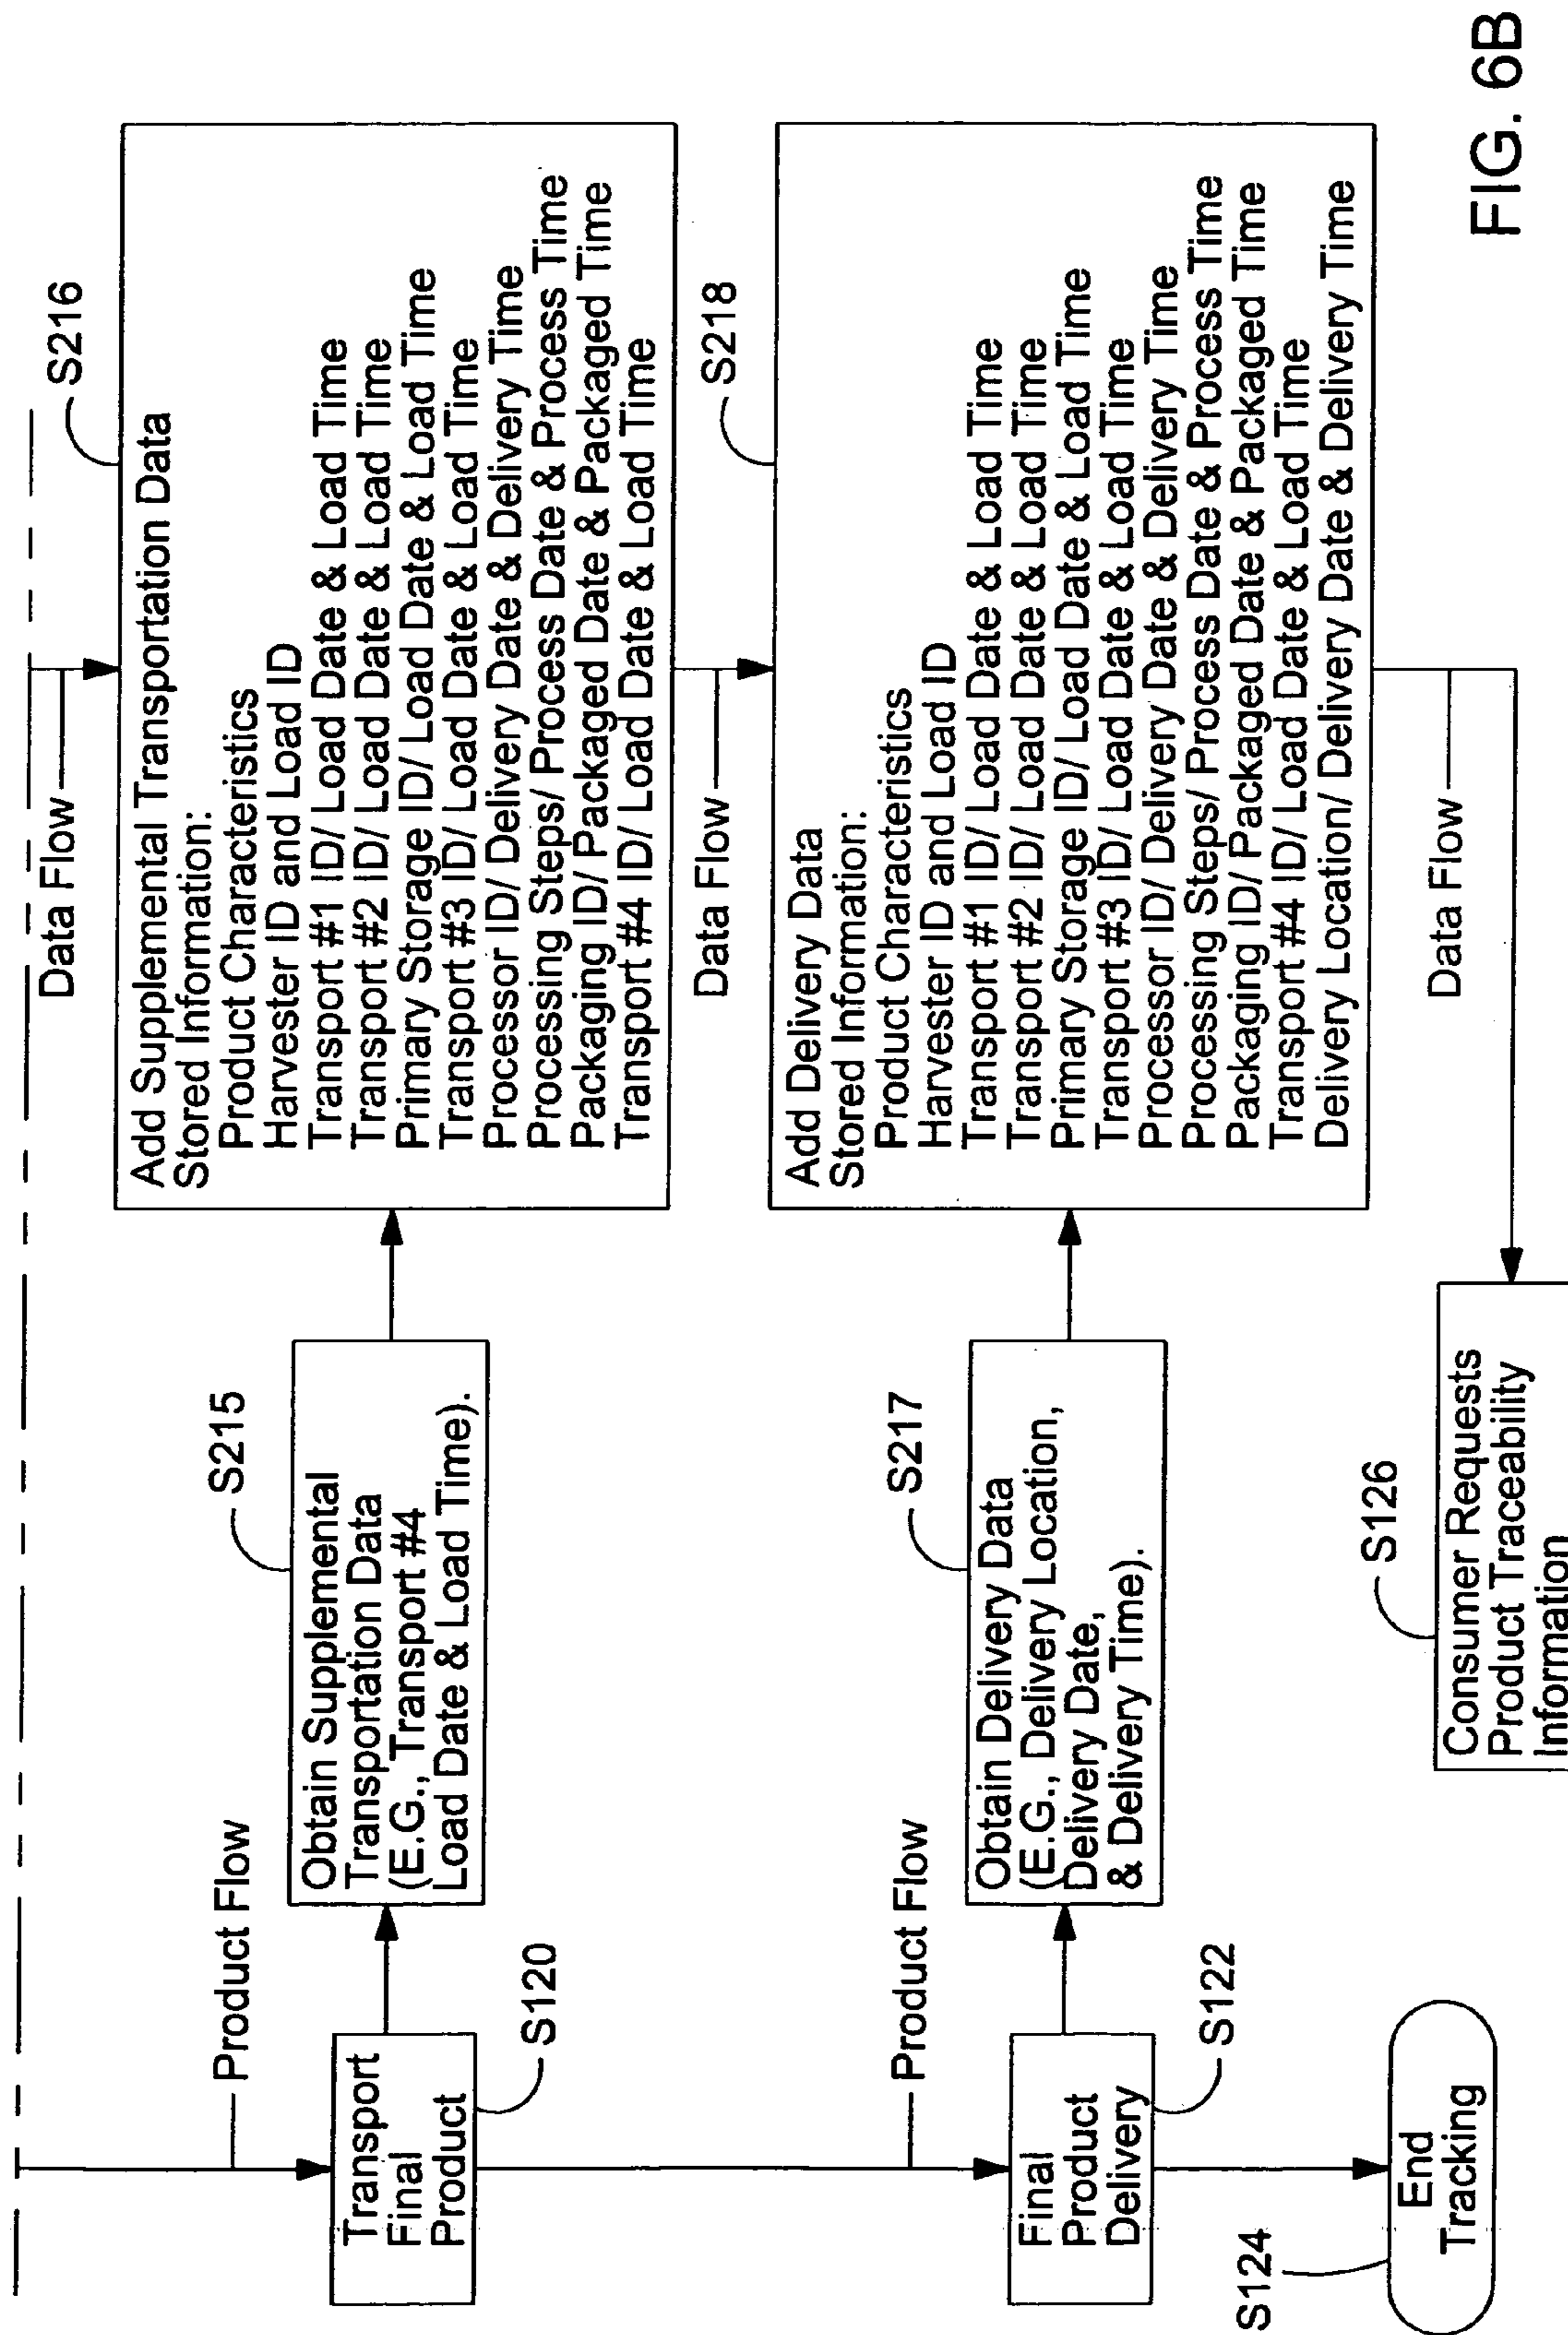 Product Flow
Transport
Final
Product
S120
Obtain Supplemental
Transportation Data
(E.G., Transport #4
Load Date & Load Time).
S215
Data Flow
S216
Add Supplemental Transportation Data
Stored Information:
Product Characteristics
Harvester ID and Load ID
Transport #1 ID/ Load Date & Load Time
Transport #2 ID/ Load Date & Load Time
Primary Storage ID/ Load Date & Load Time
Transport #3 ID/ Load Date & Load Time
Processor ID/ Delivery Date & Delivery Time
Processing Steps/ Process Date & Process Time
Packaging ID/ Packaged Date & Packaged Time
Transport #4 ID/ Load Date & Load Time
Product Flow
Final
Product
Delivery
S122
Obtain Delivery Data
(E.G., Delivery Location,
Delivery Date,
& Delivery Time).
S217
Data Flow
S218
Add Delivery Data
Stored Information:
Product Characteristics
Harvester ID and Load ID
Transport #1 ID/ Load Date & Load Time
Transport #2 ID/ Load Date & Load Time
Primary Storage ID/ Load Date & Load Time
Transport #3 ID/ Load Date & Load Time
Processor ID/ Delivery Date & Delivery Time
Processing Steps/ Process Date & Process Time
Packaging ID/ Packaged Date & Packaged Time
Transport #4 ID/ Load Date & Load Time
Delivery Location/ Delivery Date & Delivery Time
S124
End
Tracking
S126
Consumer Requests
Product Traceability
Information
Data Flow
FIG. 6B